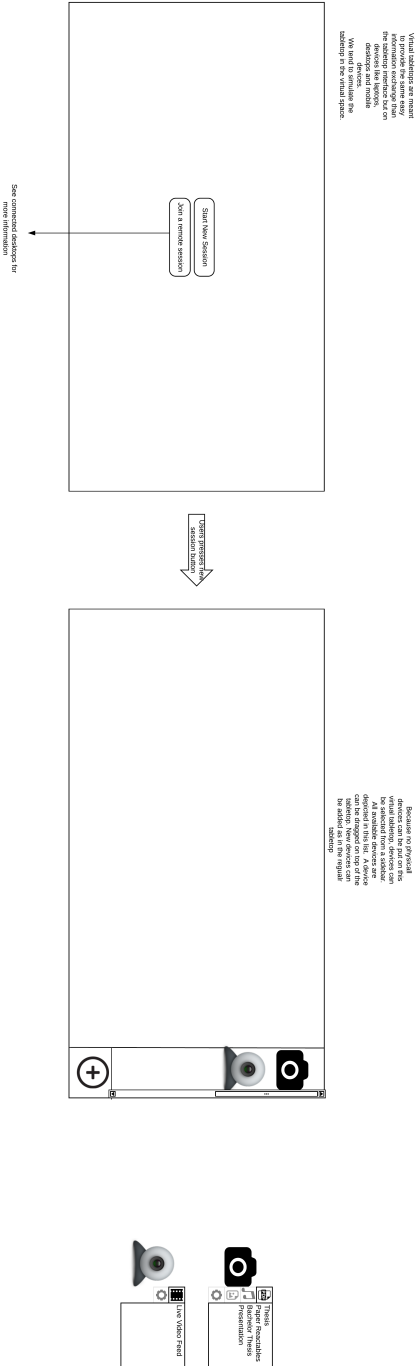 Virtual tabletops are meant
to provide the same easy
information exchange than
the tabletop interface but on
devices like laptops,
desktops and mobile
devices.
We tend to simulate the
tabletop in the virtual space.
Start New Session
Join a remote session
See connected desktops for
more information
Users presses new
session button
Because no physicall
devices can be put on this
virtual tabletop, devices can
be selected from a sidebar.
All available devices are
depicted in this list. A device
can be dragged on top of the
tabletop. New devices can
be added as in the regualr
tabletop
Thesis
Paper Reactables
Bachelor Thesis
Presentation
Live Video Feed